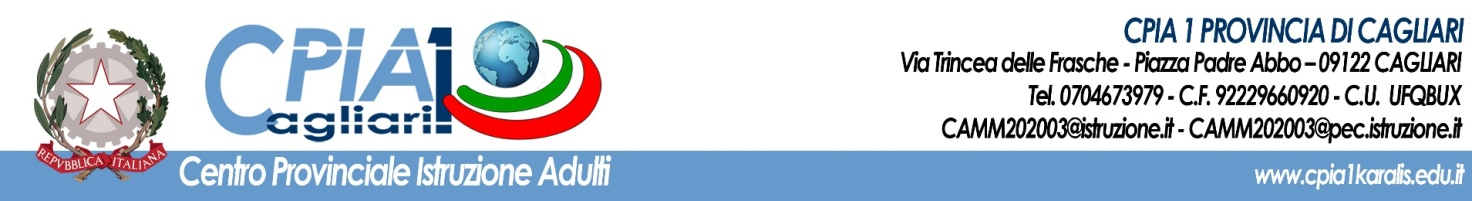 CPIA 1 PROVINCIA DI CAGLIARI
Via Trincea delle Frasche - Piazza Padre Abbo – 09122 CAGLIARI
Tel. 0704673979 - C.F. 92229660920 - C.U. UFQBUX
CAMM202003@istruzione.it - CAMM202003@pec.istruzione.it
CPIA1
agliari
REPVBBLICA ITALIANA
Centro Provinciale Istruzione Adulti
www.cpia1karalis.edu.it